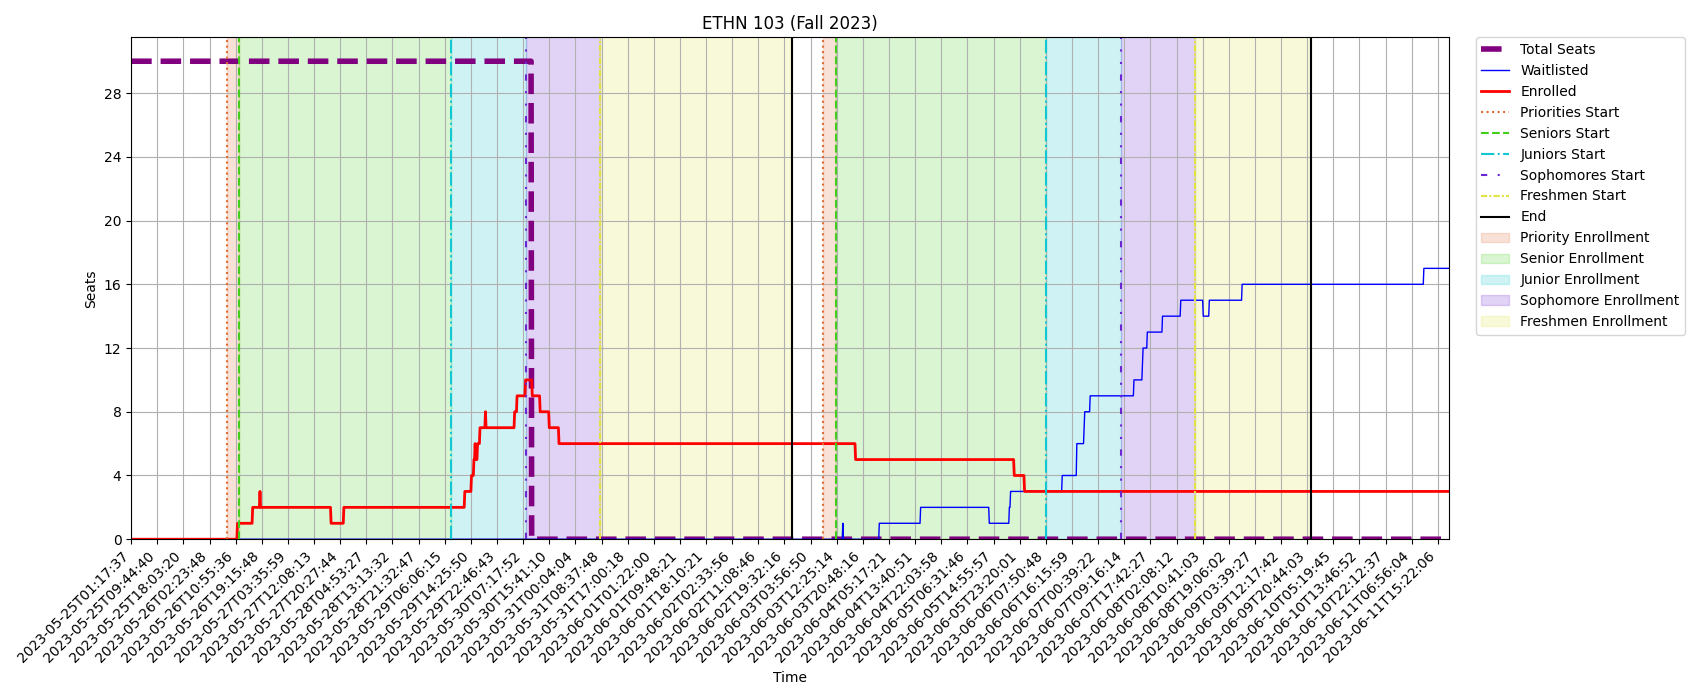 ETHN 103 (Fall 2023)
Seats
28
24
20
16
12
8
4
0
2023-05-25T01:17:37
2023-05-25T09:44:40
2023-05-25T18:03:20
2023-05-26T02:23:48
2023-05-26T10:55:36
2023-05-26T19:15:48
2023-05-27T03:35:59
2023-05-27T12:08:13
2023-05-27T20:27:44
2023-05-28T04:53:27
2023-05-28T13:13:32
2023-05-28T21:32:47
2023-05-29T06:06:15
2023-05-29T14:25:50
2023-05-29T22:46:43
2023-05-30T07:17:52
2023-05-30T15:41:10
2023-05-31T00:04:04
2023-05-31T08:37:48
2023-05-31T17:00:18
2023-06-01T01:22:00
2023-06-01T09:48:21
2023-06-01T18:10:21
2023-06-02T02:33:56
2023-06-02T11:08:46
2023-06-02T19:32:16
2023-06-03T03:56:50
2023-06-03T12:25:14
2023-06-03T20:48:16
2023-06-04T05:17:21
2023-06-04T13:40:51
2023-06-04T22:03:58
2023-06-05T06:31:46
2023-06-05T14:55:57
2023-06-05T23:20:01
2023-06-06T07:50:48
2023-06-06T16:15:59
2023-06-07T00:39:22
2023-06-07T09:16:14
2023-06-07T17:42:27
2023-06-08T02:08:12
2023-06-08T10:41:03
2023-06-08T19:06:02
2023-06-09T03:39:27
2023-06-09T12:17:42
2023-06-09T20:44:03
2023-06-10T05:19:45
2023-06-10T13:46:52
2023-06-10T22:12:37
2023-06-11T06:56:04
2023-06-11T15:22:06
Time
Total Seats
Waitlisted
Enrolled
Priorities Start
Seniors Start
Juniors Start
Sophomores Start
Freshmen Start
End
Priority Enrollment
Senior Enrollment
Junior Enrollment
Sophomore Enrollment
Freshmen Enrollment